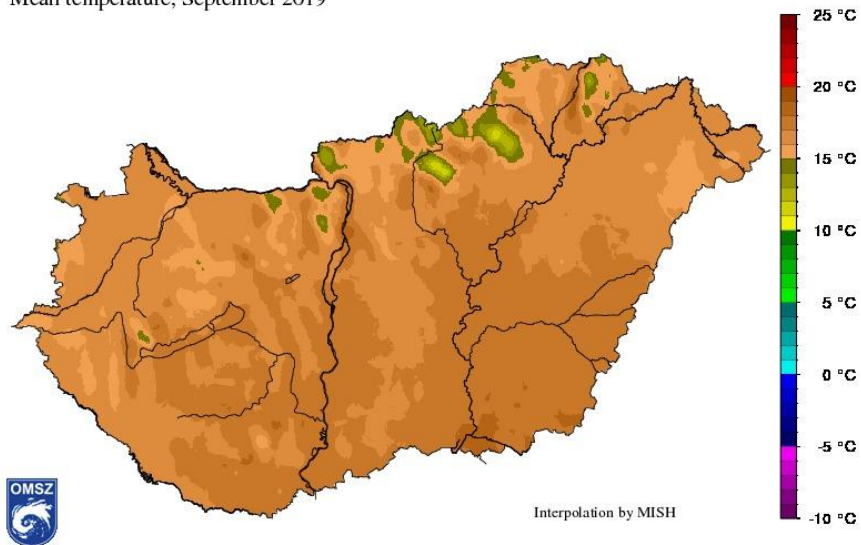 Mean temperature, September 2019
25 °C
20 °C
15 °C
10 °C
5 °C
0 °C
-5 °C
-10 °C
OMSZ
Interpolation by MISH